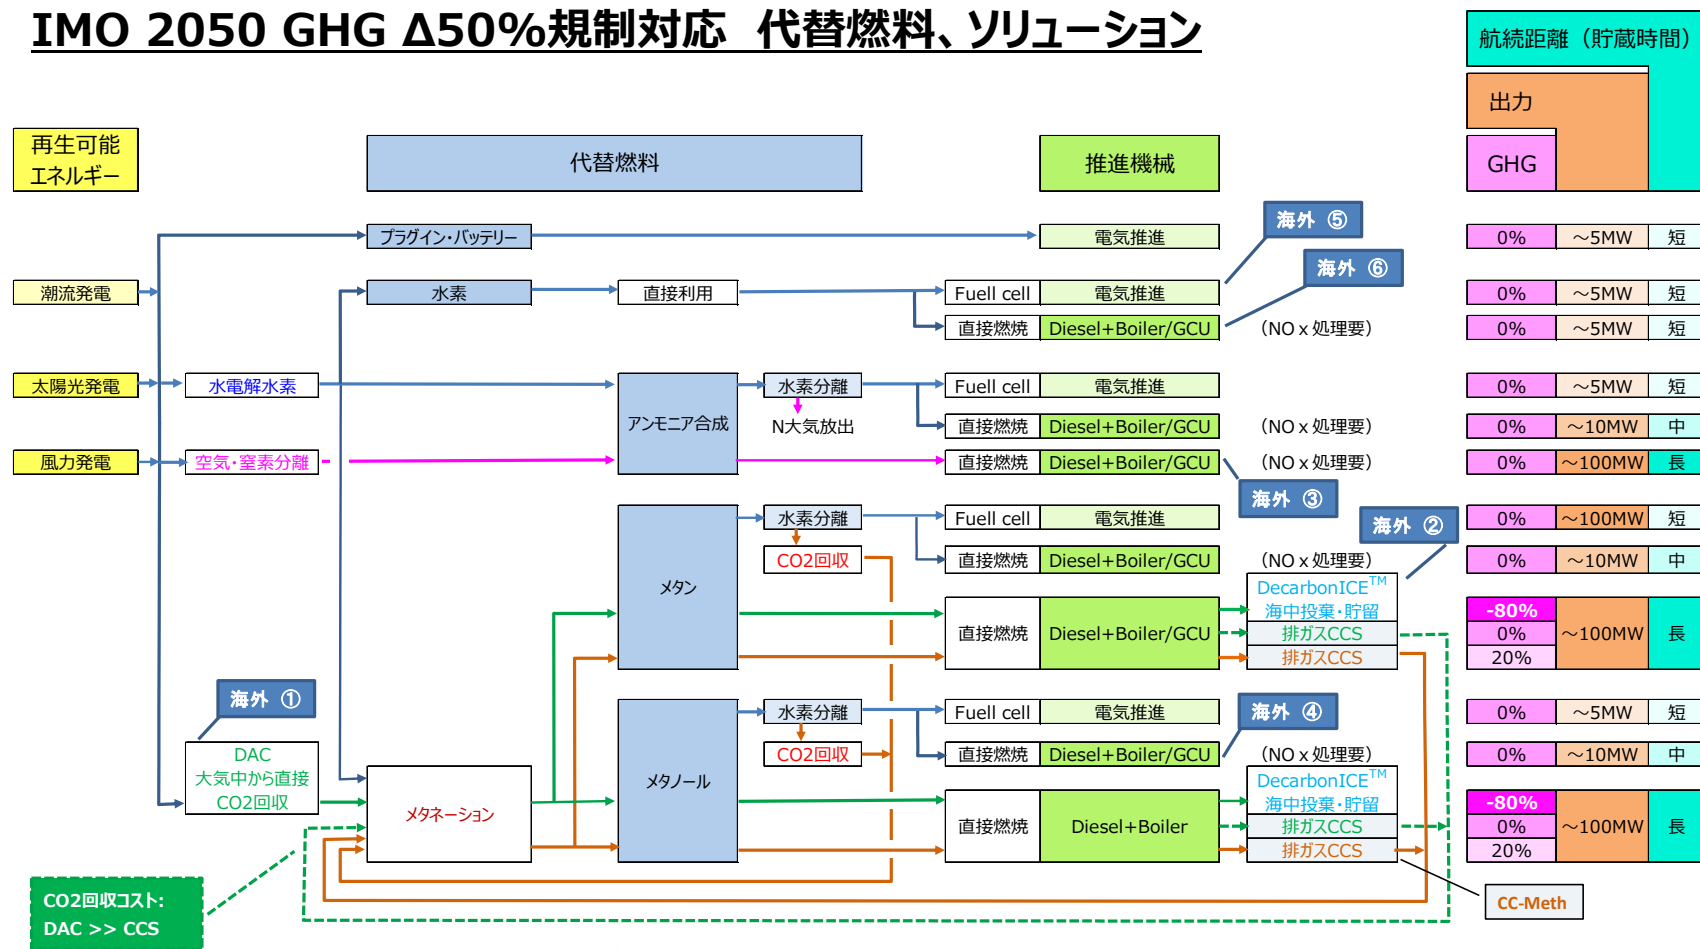 IMO 2050 GHG Δ50%規制対応 代替燃料、ソリューション
航続距離（貯蔵時間）
出力
GHG
再生可能
エネルギー
代替燃料
推進機械
海外 ⑤
プラグイン・バッテリー
電気推進
0%
～5MW
短
海外 ⑥
潮流発電
水素
直接利用
Fuell cell
電気推進
0%
～5MW
短
直接燃焼
Diesel+Boiler/GCU
（NOｘ処理要）
0%
～5MW
短
太陽光発電
水電解水素
アンモニア合成
水素分離
Fuell cell
電気推進
0%
～5MW
短
N大気放出
直接燃焼
Diesel+Boiler/GCU
（NOｘ処理要）
0%
～10MW
中
風力発電
空気・窒素分離
直接燃焼
Diesel+Boiler/GCU
（NOｘ処理要）
0%
～100MW
長
海外 ③
海外 ②
メタン
水素分離
Fuell cell
電気推進
0%
～100MW
短
CO2回収
直接燃焼
Diesel+Boiler/GCU
（NOｘ処理要）
0%
～10MW
中
直接燃焼
Diesel+Boiler/GCU
DecarbonICE™
海中投棄・貯留
排ガスCCS
排ガスCCS
-80%
0%
20%
～100MW
長
海外 ①
海外 ④
メタノール
水素分離
Fuell cell
電気推進
0%
～5MW
短
CO2回収
直接燃焼
Diesel+Boiler/GCU
（NOｘ処理要）
0%
～10MW
中
DAC
大気中から直接
CO2回収
メタネーション
直接燃焼
Diesel+Boiler
DecarbonICE™
海中投棄・貯留
排ガスCCS
排ガスCCS
-80%
0%
20%
～100MW
長
CO2回収コスト:
DAC >> CCS
CC-Meth